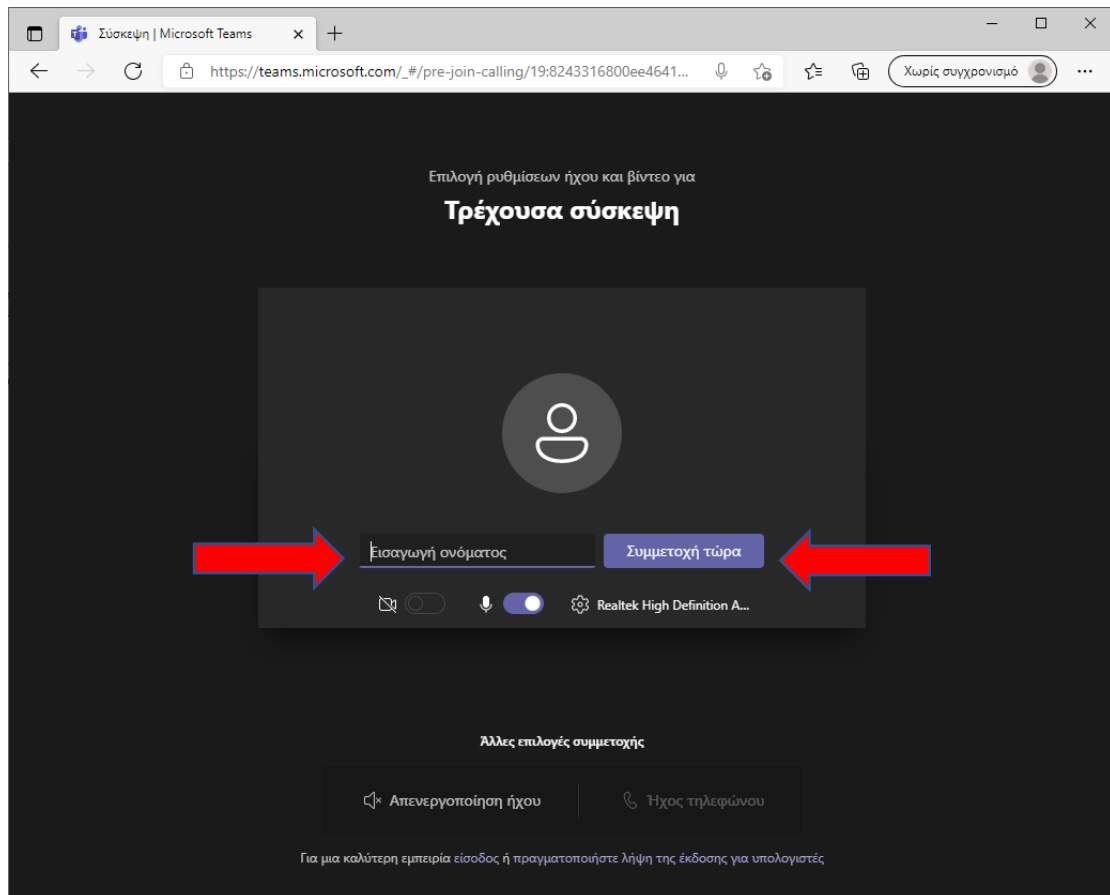 Σύσκεψη | Microsoft Teams
https://teams.microsoft.com/_#/pre-join-calling/19:8243316800ee4641...
Χωρίς συγχρονισμό
Επιλογή ρυθμίσεων ήχου και βίντεο για
Τρέχουσα σύσκεψη
Εισαγωγή ονόματος
Συμμετοχή τώρα
Realtek High Definition A...
Άλλες επιλογές συμμετοχής
Απενεργοποίηση ήχου
Ήχος τηλεφώνου
Για μια καλύτερη εμπειρία είσοδος ή πραγματοποιήστε λήψη της έκδοσης για υπολογιστές